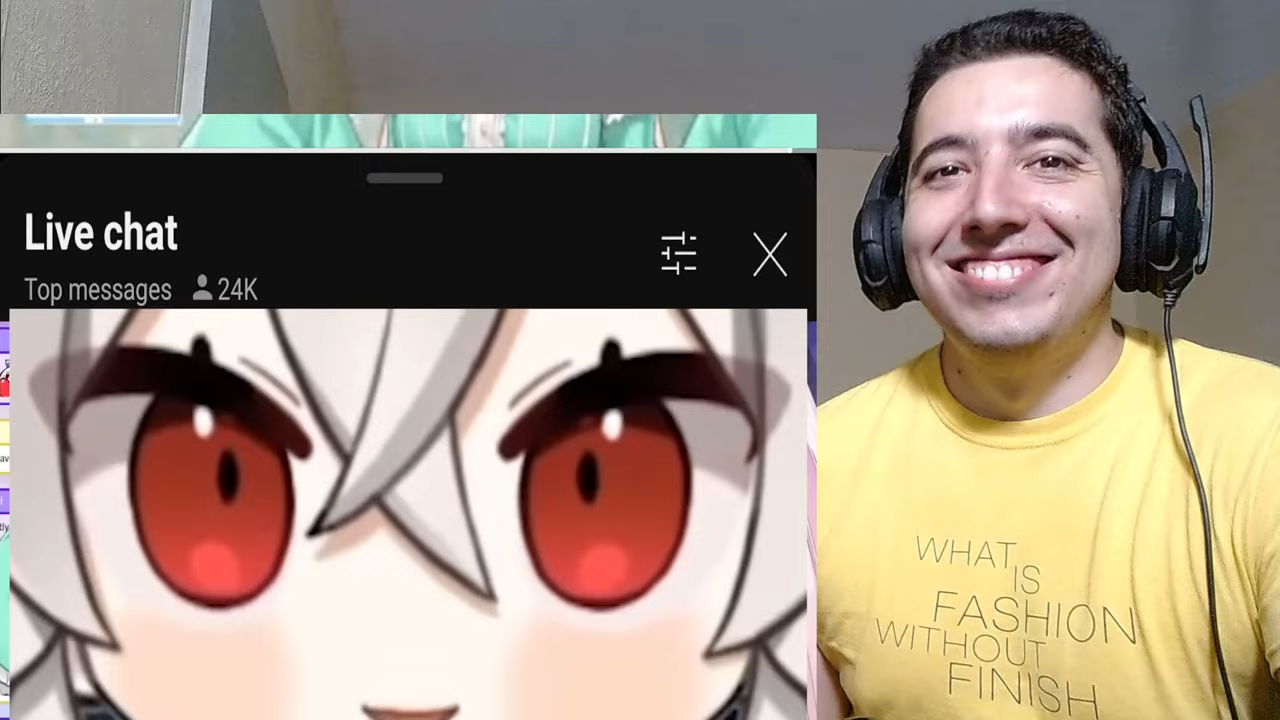 Live chat
Top messages 24K
WHAT
IS
FASHION
WITHOUT
FINISH